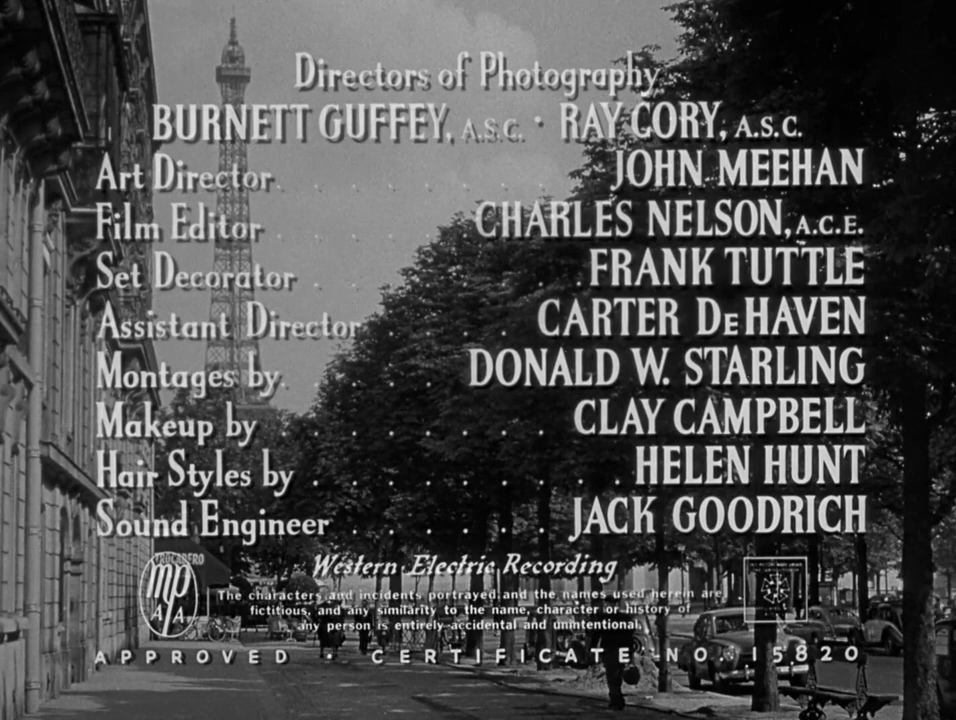 Directors of Photography
BURNETT GUFFEY, A.S.C. · RAY CORY, A.S.C.
Art Director . . . . . . JOHN MEEHAN
Film Editor . . . . . CHARLES NELSON, A.C.E.
Set Decorator . . . . . . FRANK TUTTLE
Assistant Director . . . . CARTER DeHAVEN
Montages by . . . . DONALD W. STARLING
Makeup by . . . . . . CLAY CAMPBELL
Hair Styles by . . . . . . . HELEN HUNT
Sound Engineer . . . . . JACK GOODRICH
Western Electric Recording
TROCADERO
MPAA
The characters and incidents portrayed and the names used herein are
fictitious, and any similarity to the name, character or history of
any person is entirely accidental and unintentional.
APPROVED · CERTIFICATE NO. 15820